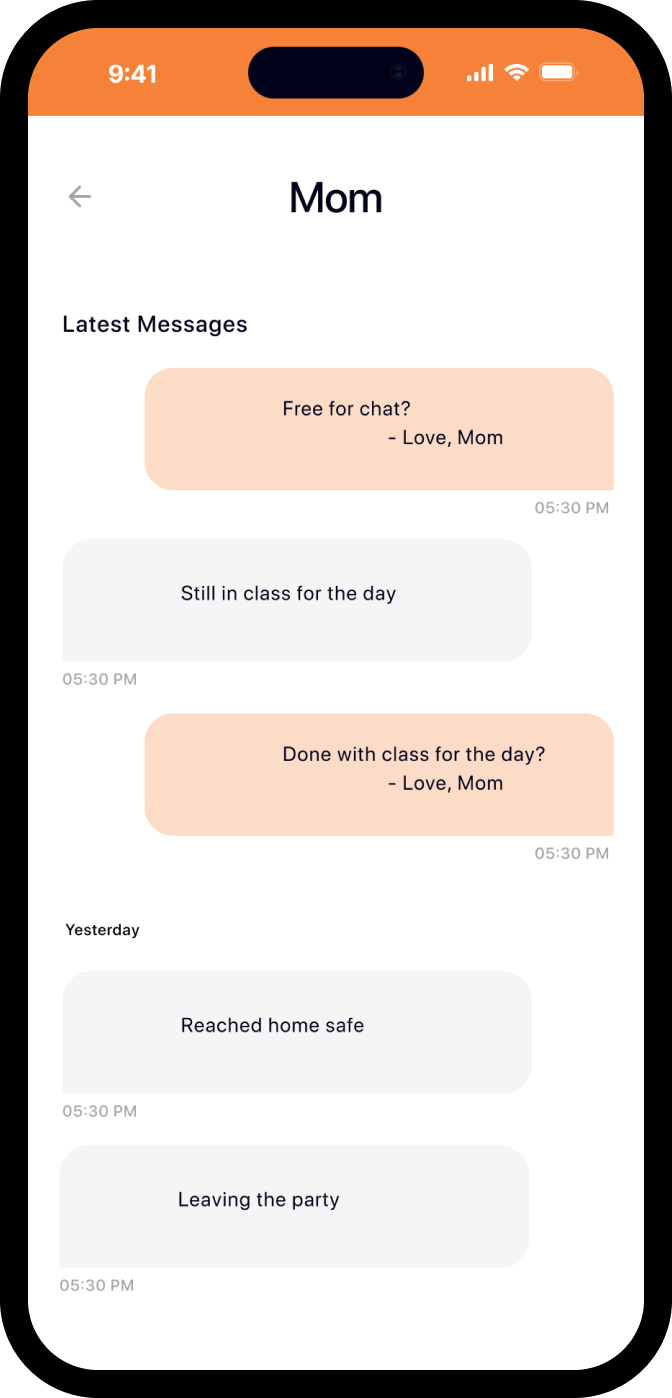 9:41
Mom
Latest Messages
Free for chat?
- Love, Mom
05:30 PM
Still in class for the day
05:30 PM
Done with class for the day?
- Love, Mom
05:30 PM
Yesterday
Reached home safe
05:30 PM
Leaving the party
05:30 PM